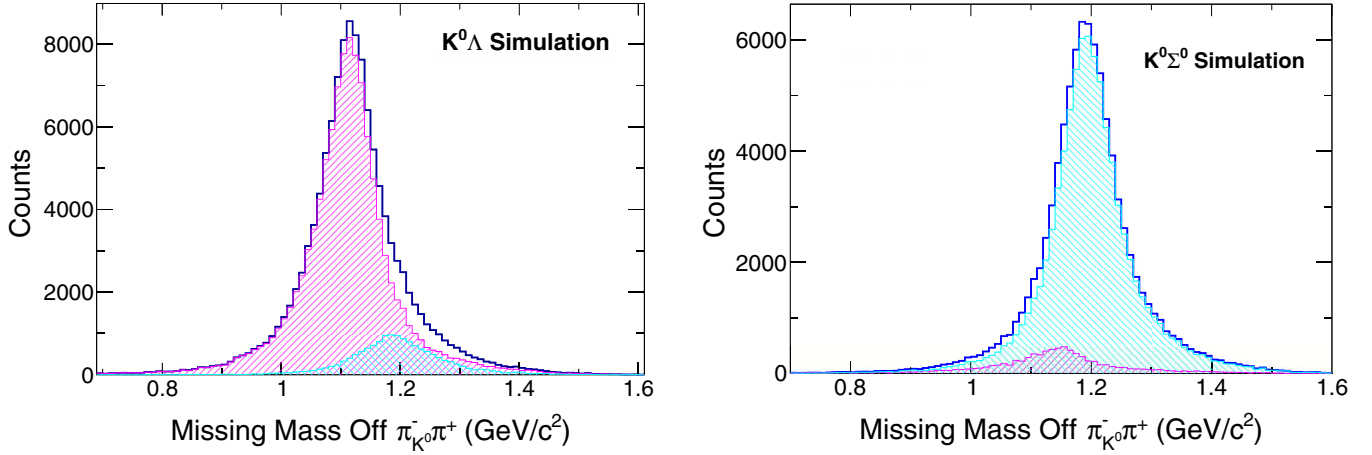 K⁰Λ Simulation
Counts
8000
6000
4000
2000
0
1 1.2 1.4 1.6
Missing Mass Off π⁻K⁰π⁺ (GeV/c²)
K⁰Σ⁰ Simulation
Counts
6000
4000
2000
0
0.8 1 1.2 1.4 1.6
Missing Mass Off π⁻K⁰π⁺ (GeV/c²)